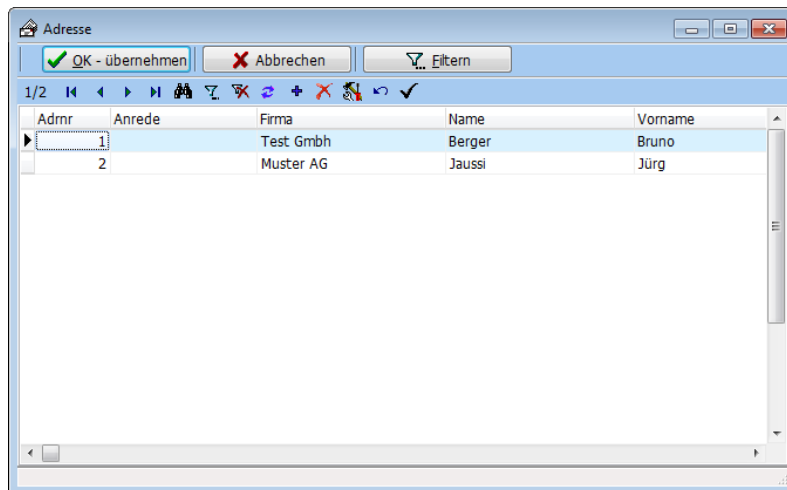 Adresse
OK - übernehmen Abbrechen Filtern
1/2
Adrnr Anrede Firma Name Vorname
1 Test Gmbh Berger Bruno
2 Muster AG Jaussi Jürg